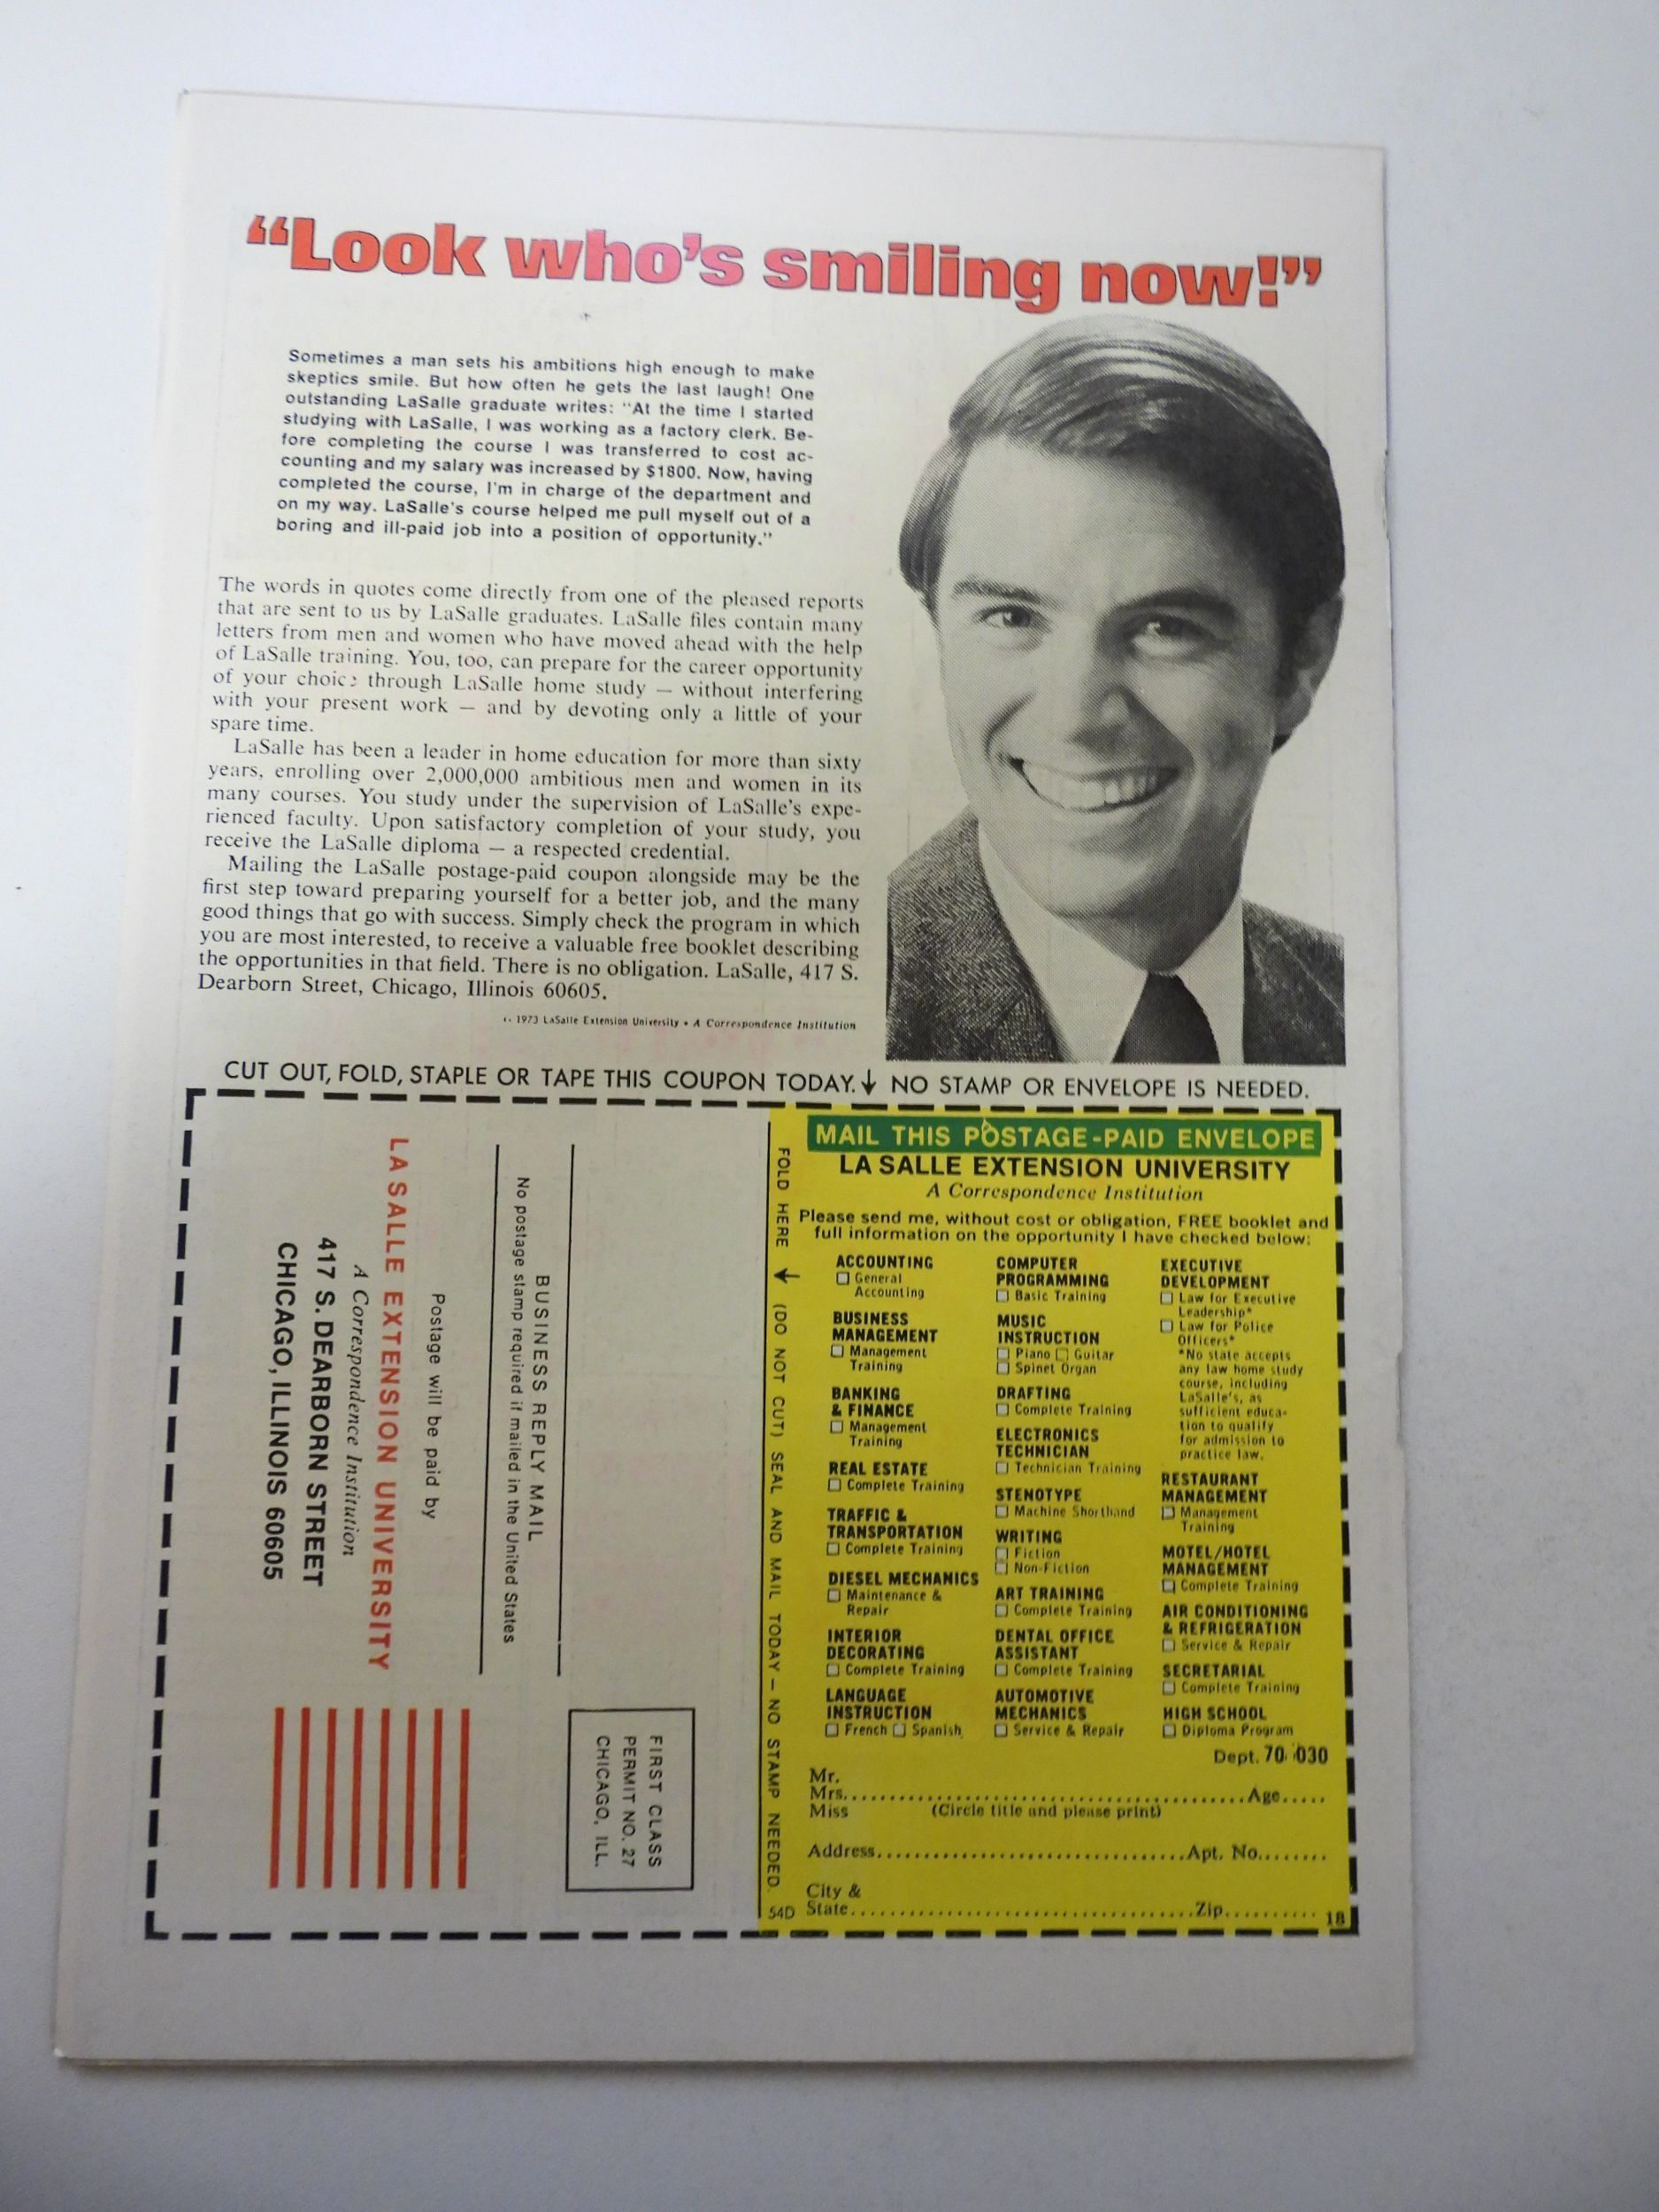 “Look who’s smiling now!”
Sometimes a man sets his ambitions high enough to make
skeptics smile. But how often he gets the last laugh! One
outstanding LaSalle graduate writes: "At the time I started
studying with LaSalle, I was working as a factory clerk. Be-
fore completing the course I was transferred to cost ac-
counting and my salary was increased by $1800. Now, having
completed the course, I'm in charge of the department and
on my way. LaSalle's course helped me pull myself out of a
boring and ill-paid job into a position of opportunity."
The words in quotes come directly from one of the pleased reports
that are sent to us by LaSalle graduates. LaSalle files contain many
letters from men and women who have moved ahead with the help
of LaSalle training. You, too, can prepare for the career opportunity
of your choice through LaSalle home study — without interfering
with your present work — and by devoting only a little of your
spare time.
LaSalle has been a leader in home education for more than sixty
years, enrolling over 2,000,000 ambitious men and women in its
many courses. You study under the supervision of LaSalle's expe-
rienced faculty. Upon satisfactory completion of your study, you
receive the LaSalle diploma — a respected credential.
Mailing the LaSalle postage-paid coupon alongside may be the
first step toward preparing yourself for a better job, and the many
good things that go with success. Simply check the program in which
you are most interested, to receive a valuable free booklet describing
the opportunities in that field. There is no obligation. LaSalle, 417 S.
Dearborn Street, Chicago, Illinois 60605.
1973 LaSalle Extension University • A Correspondence Institution
CUT OUT, FOLD, STAPLE OR TAPE THIS COUPON TODAY. ↓ NO STAMP OR ENVELOPE IS NEEDED.
FIRST CLASS
PERMIT NO. 27
CHICAGO, ILL.
BUSINESS REPLY MAIL
No postage stamp required if mailed in the United States
Postage will be paid by
LA SALLE EXTENSION UNIVERSITY
A Correspondence Institution
417 S. DEARBORN STREET
CHICAGO, ILLINOIS 60605
FOLD HERE ↓ (DO NOT CUT) SEAL AND MAIL TODAY – NO STAMP NEEDED.
MAIL THIS POSTAGE-PAID ENVELOPE
LA SALLE EXTENSION UNIVERSITY
A Correspondence Institution
Please send me, without cost or obligation, FREE booklet and
full information on the opportunity I have checked below:
ACCOUNTING
☐ General
Accounting
BUSINESS
MANAGEMENT
☐ Management
Training
BANKING
& FINANCE
☐ Management
Training
REAL ESTATE
☐ Complete Training
TRAFFIC &
TRANSPORTATION
☐ Complete Training
DIESEL MECHANICS
☐ Maintenance &
Repair
INTERIOR
DECORATING
☐ Complete Training
LANGUAGE
INSTRUCTION
☐ French ☐ Spanish
COMPUTER
PROGRAMMING
☐ Basic Training
MUSIC
INSTRUCTION
☐ Piano ☐ Guitar
☐ Spinet Organ
DRAFTING
☐ Complete Training
ELECTRONICS
TECHNICIAN
☐ Technician Training
STENOTYPE
☐ Machine Shorthand
WRITING
☐ Fiction
☐ Non-Fiction
ART TRAINING
☐ Complete Training
DENTAL OFFICE
ASSISTANT
☐ Complete Training
AUTOMOTIVE
MECHANICS
☐ Service & Repair
EXECUTIVE
DEVELOPMENT
☐ Law for Executive
Leadership*
☐ Law for Police
Officers*
*No state accepts
any law home study
course, including
LaSalle's, as
sufficient educa-
tion to qualify
for admission to
practice law.
RESTAURANT
MANAGEMENT
☐ Management
Training
MOTEL/HOTEL
MANAGEMENT
☐ Complete Training
AIR CONDITIONING
& REFRIGERATION
☐ Service & Repair
SECRETARIAL
☐ Complete Training
HIGH SCHOOL
☐ Diploma Program
Dept. 70 030
Mr.
Mrs. Age
Miss (Circle title and please print)
Address Apt. No.
City &
State Zip
54D
18